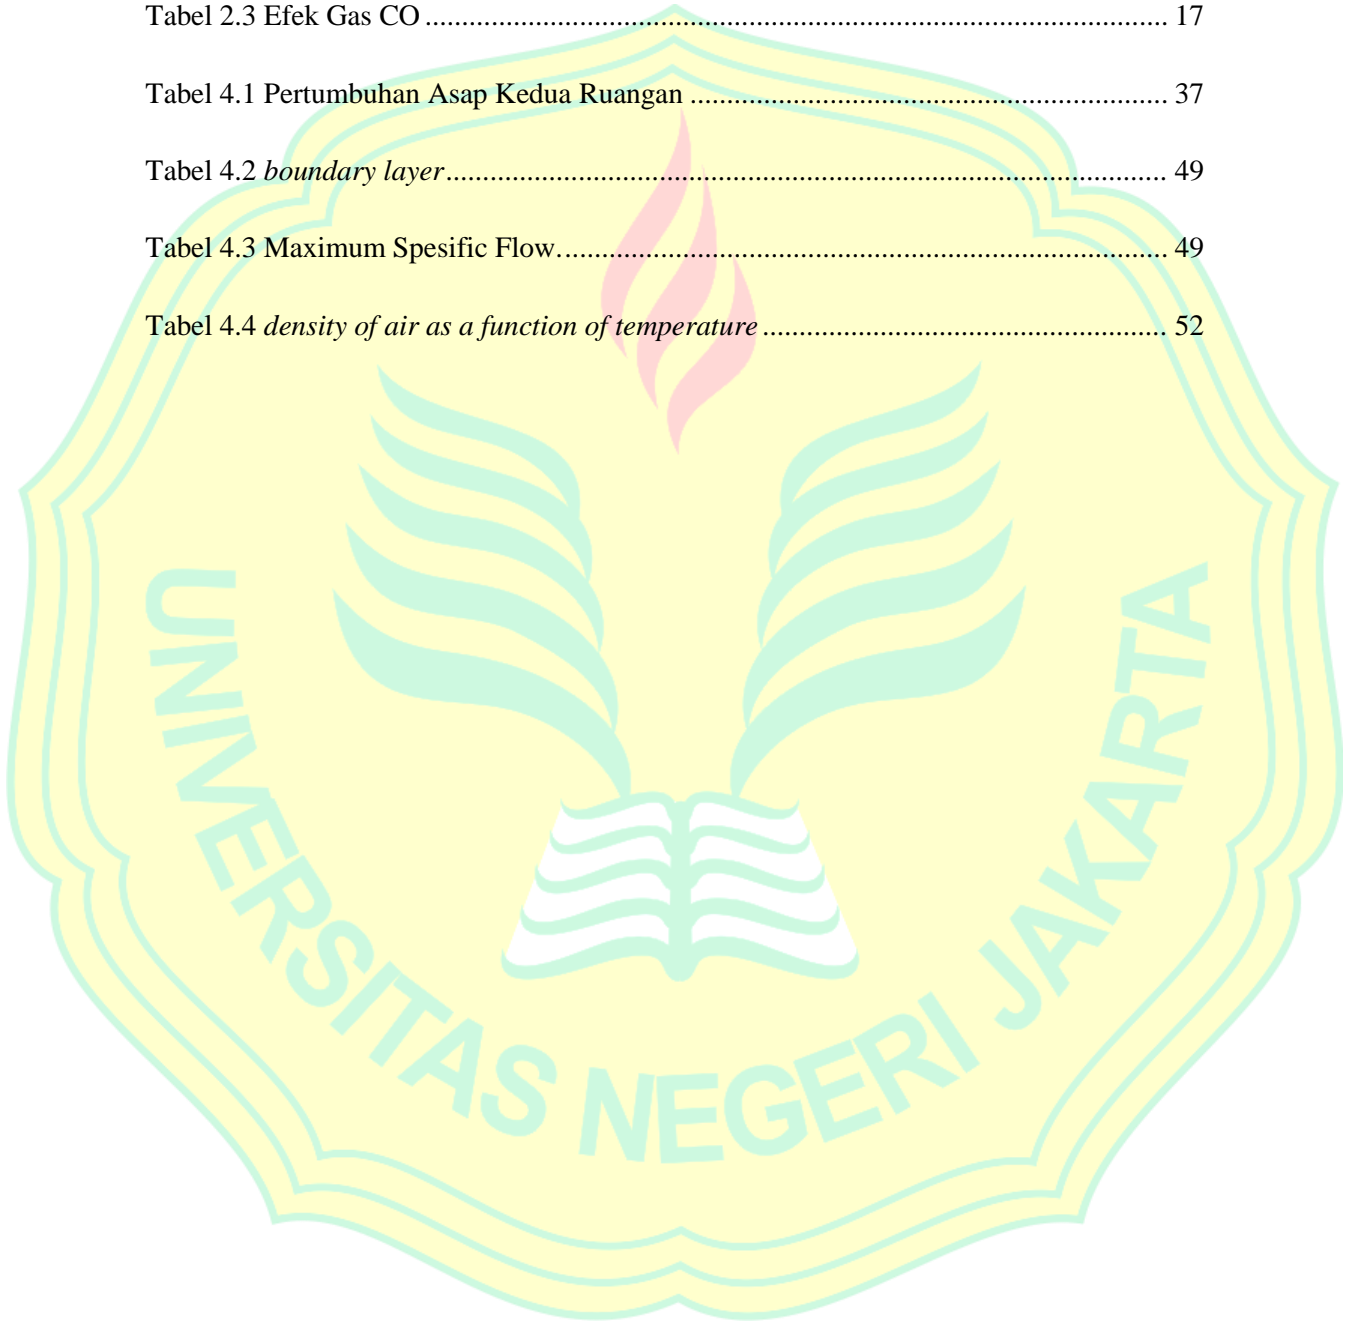 Tabel 2.3 Efek Gas CO .................................................................................................. 17
Tabel 4.1 Pertumbuhan Asap Kedua Ruangan ............................................................... 37
Tabel 4.2 boundary layer ............................................................................................... 49
Tabel 4.3 Maximum Spesific Flow. ................................................................................ 49
Tabel 4.4 density of air as a function of temperature ..................................................... 52
UNIVERSITAS NEGERI JAKARTA